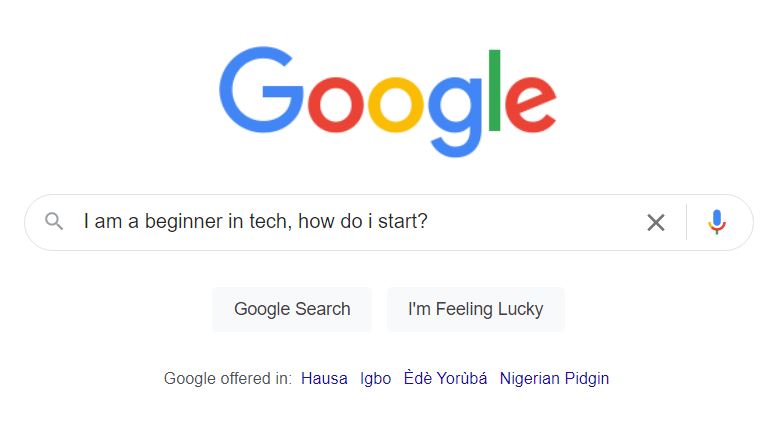 Google
I am a beginner in tech, how do i start?
Google Search I'm Feeling Lucky
Google offered in: Hausa Igbo Èdè Yorùbá Nigerian Pidgin